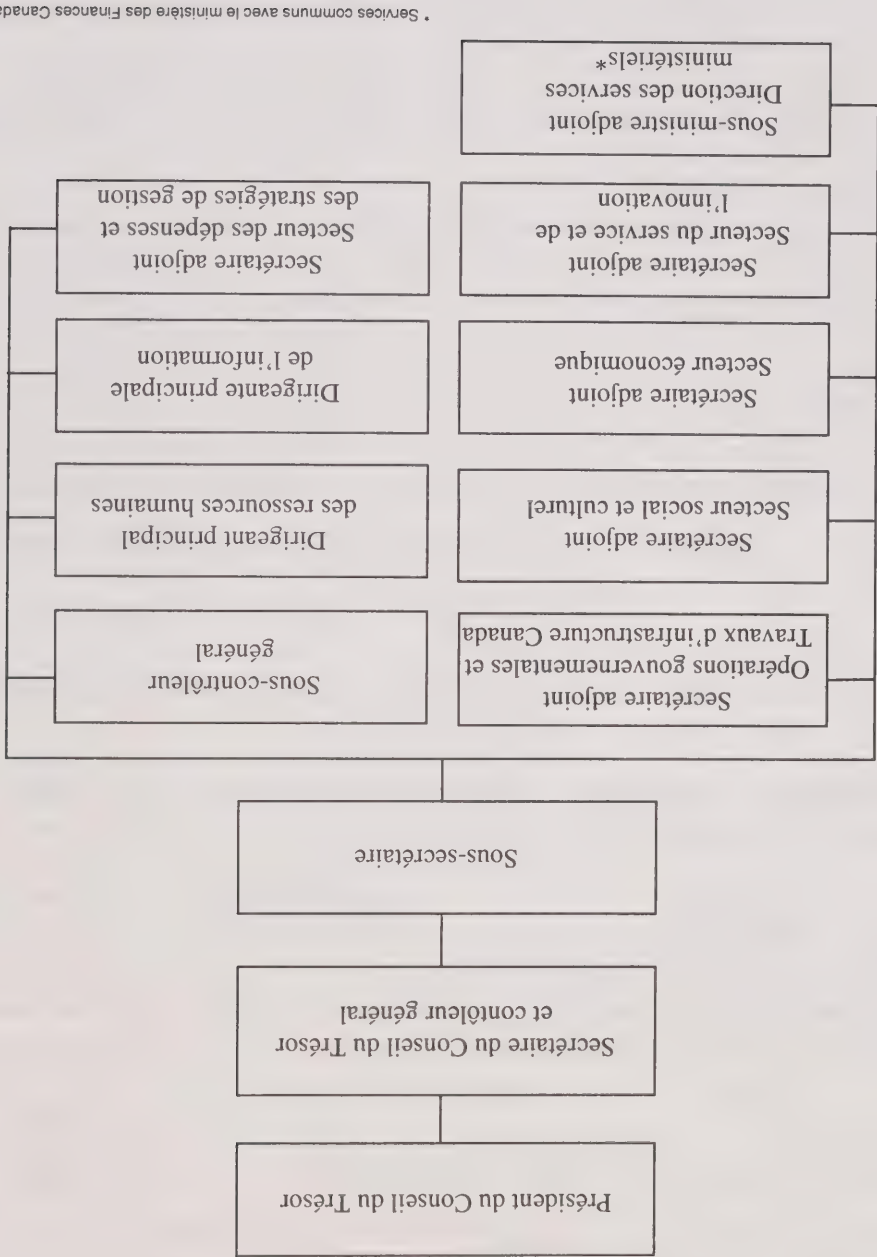 Président du Conseil du Trésor
Secrétaire du Conseil du Trésor
et contôleur général
Sous-secrétaire
Secrétaire adjoint
Opérations gouvernementales et
Travaux d'infrastructure Canada
Sous-contrôleur
général
Secrétaire adjoint
Secteur social et culturel
Dirigeant principal
des ressources humaines
Secrétaire adjoint
Secteur économique
Dirigeante principale
de l'information
Secrétaire adjoint
Secteur du service et de
l'innovation
Secrétaire adjoint
Secteur des dépenses et
des stratégies de gestion
Sous-ministre adjoint
Direction des services
ministériels*
* Services communs avec le ministère des Finances Canada